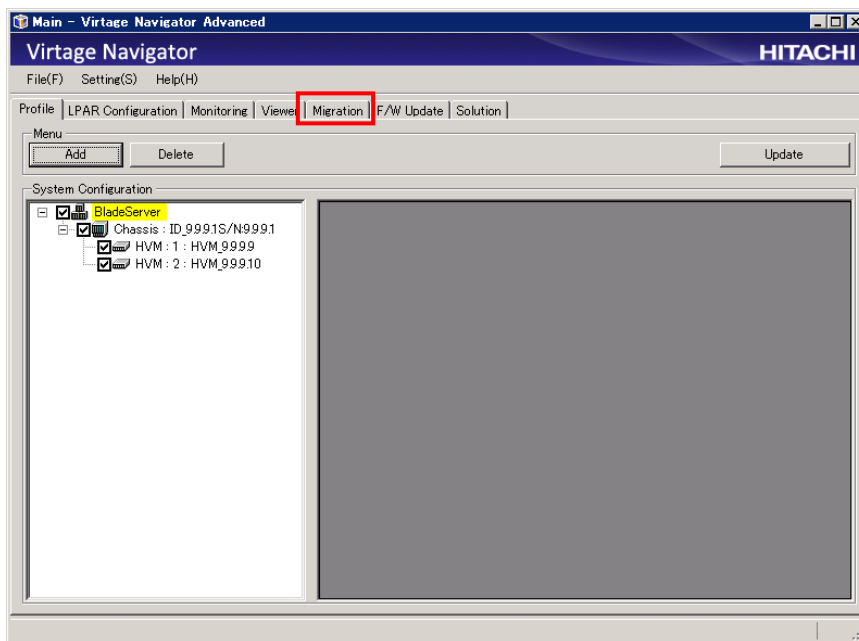 Main - Virtage Navigator Advanced
Virtage Navigator HITACHI
File(F) Setting(S) Help(H)
Profile LPAR Configuration Monitoring Viewer Migration F/W Update Solution
Menu
Add Delete Update
System Configuration
BladeServer
Chassis : ID_9.9.9.1S/N:9.9.9.1
HVM : 1 : HVM_9.9.9.9
HVM : 2 : HVM_9.9.9.10